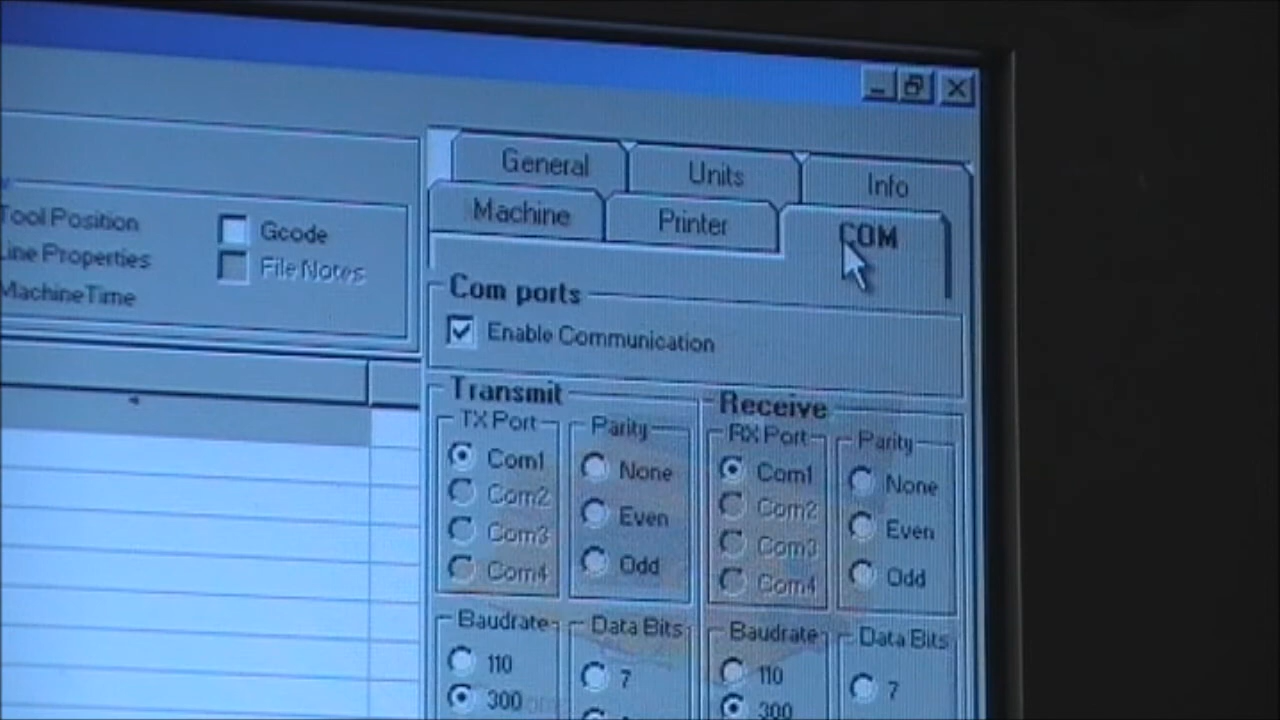 General Units Info
Machine Printer COM
Tool Position
Line Properties
MachineTime
Gcode
File Notes
Com ports
Enable Communication
Transmit
TX Port
Com1
Com2
Com3
Com4
Parity
None
Even
Odd
Baudrate
110
300
Data Bits
7
Receive
RX Port
Com1
Com2
Com3
Com4
Parity
None
Even
Odd
Baudrate
110
300
Data Bits
7